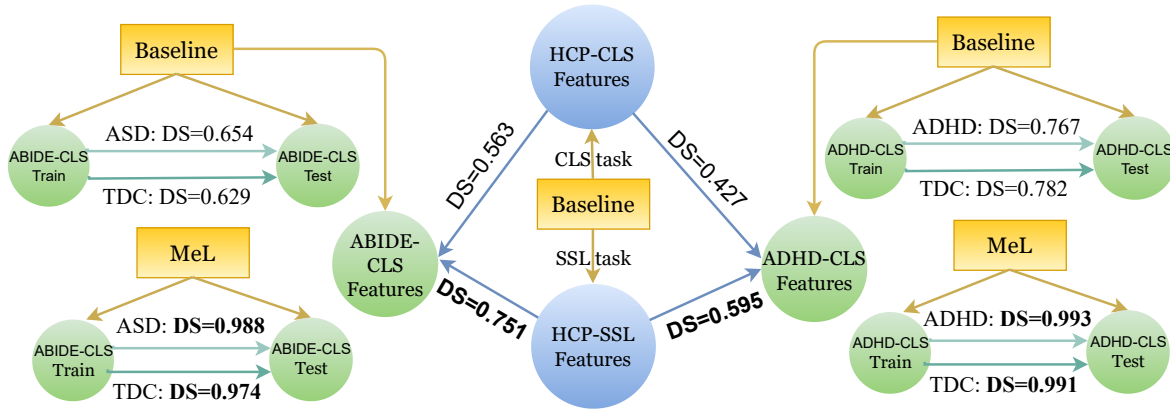 Baseline
ASD: DS=0.654
ABIDE-CLS
Train
ABIDE-CLS
Test
TDC: DS=0.629
MeL
ASD: DS=0.988
ABIDE-CLS
Train
ABIDE-CLS
Test
TDC: DS=0.974
HCP-CLS
Features
DS=0.563
DS=0.427
CLS task
Baseline
SSL task
ABIDE-
CLS
Features
ADHD-CLS
Features
DS=0.751
DS=0.595
HCP-SSL
Features
Baseline
ADHD: DS=0.767
ADHD-CLS
Train
ADHD-CLS
Test
TDC: DS=0.782
MeL
ADHD: DS=0.993
ADHD-CLS
Train
ADHD-CLS
Test
TDC: DS=0.991